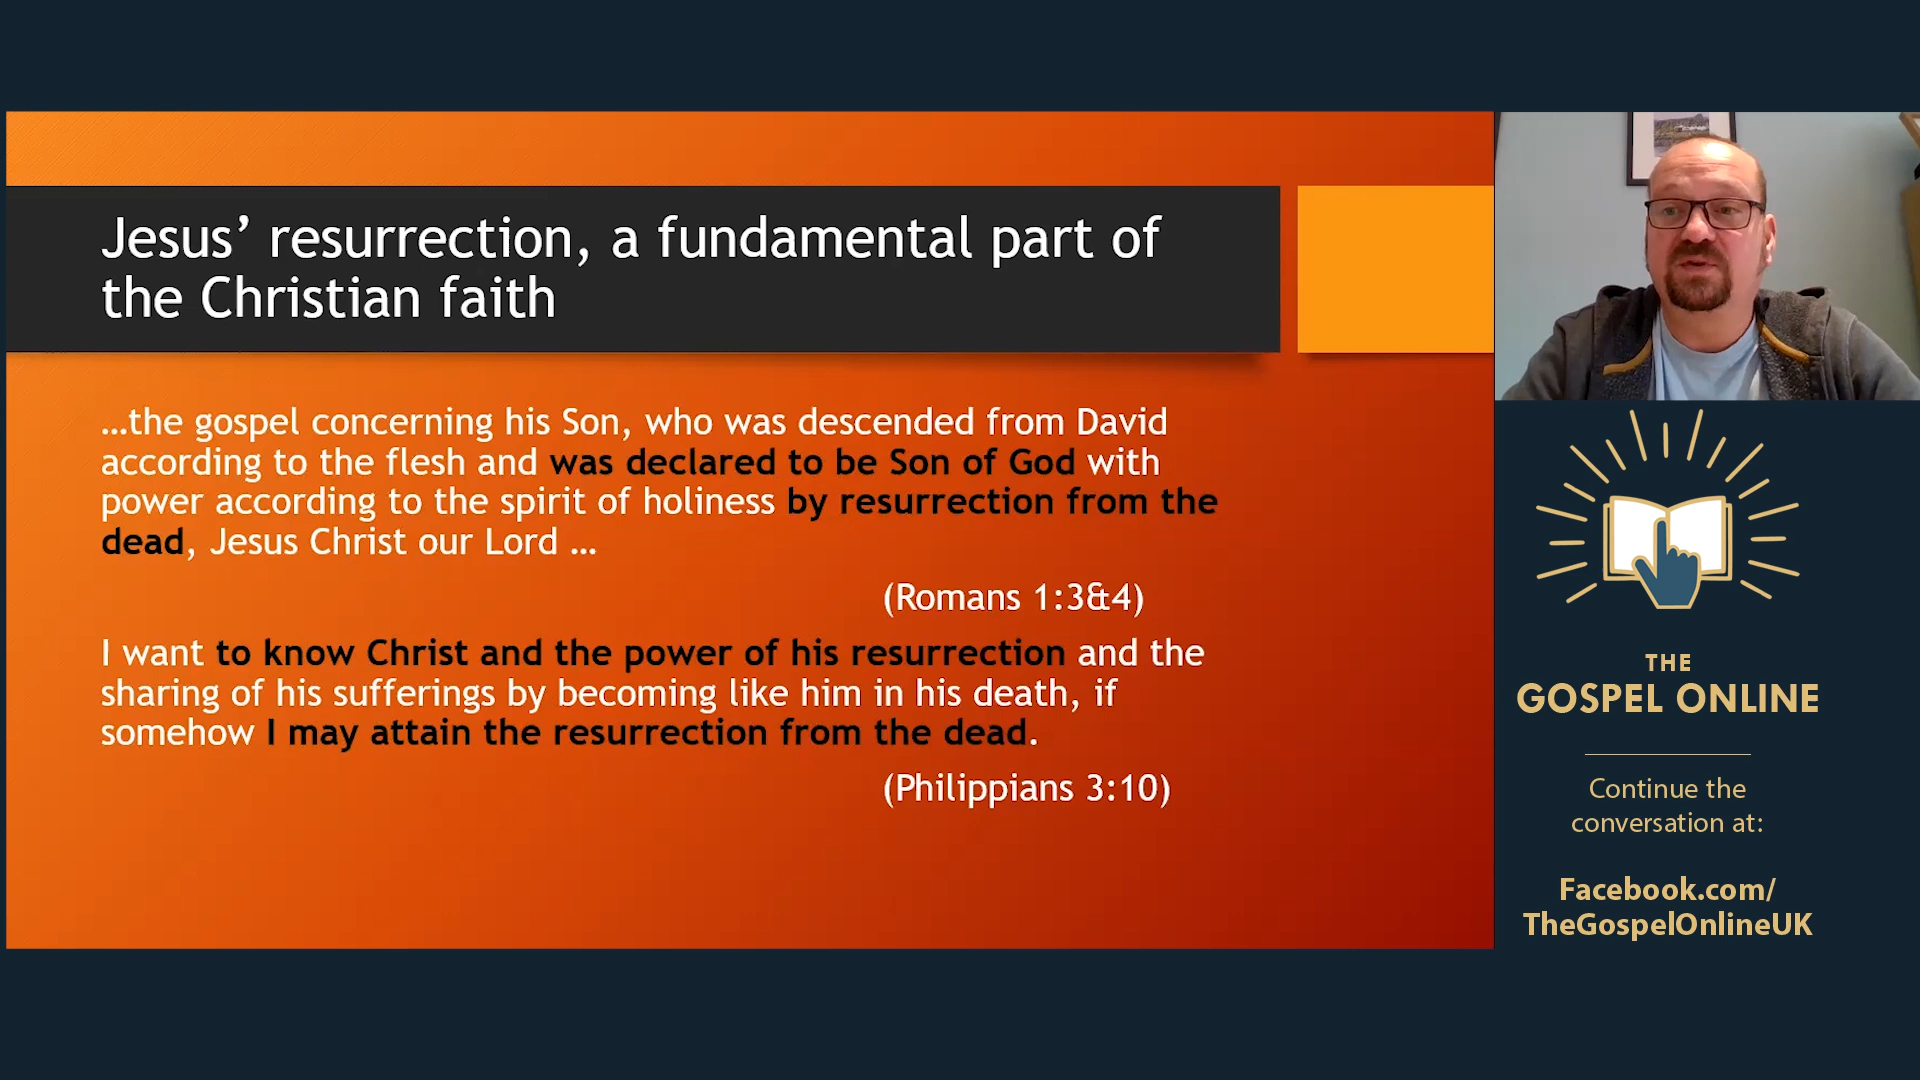 Jesus’ resurrection, a fundamental part of
the Christian faith
…the gospel concerning his Son, who was descended from David
according to the flesh and was declared to be Son of God with
power according to the spirit of holiness by resurrection from the
dead, Jesus Christ our Lord …
(Romans 1:3&4)
I want to know Christ and the power of his resurrection and the
sharing of his sufferings by becoming like him in his death, if
somehow I may attain the resurrection from the dead.
(Philippians 3:10)
THE
GOSPEL ONLINE
Continue the
conversation at:
Facebook.com/
TheGospelOnlineUK